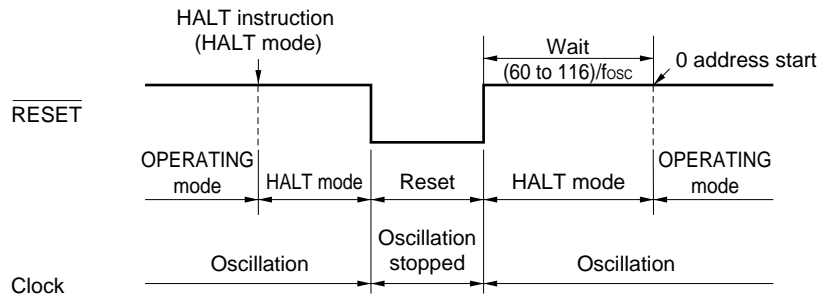 HALT instruction
(HALT mode)
Wait
(60 to 116)/fosc
0 address start
RESET
OPERATING
mode
HALT mode
Reset
HALT mode
OPERATING
mode
Oscillation
Oscillation
stopped
Oscillation
Clock